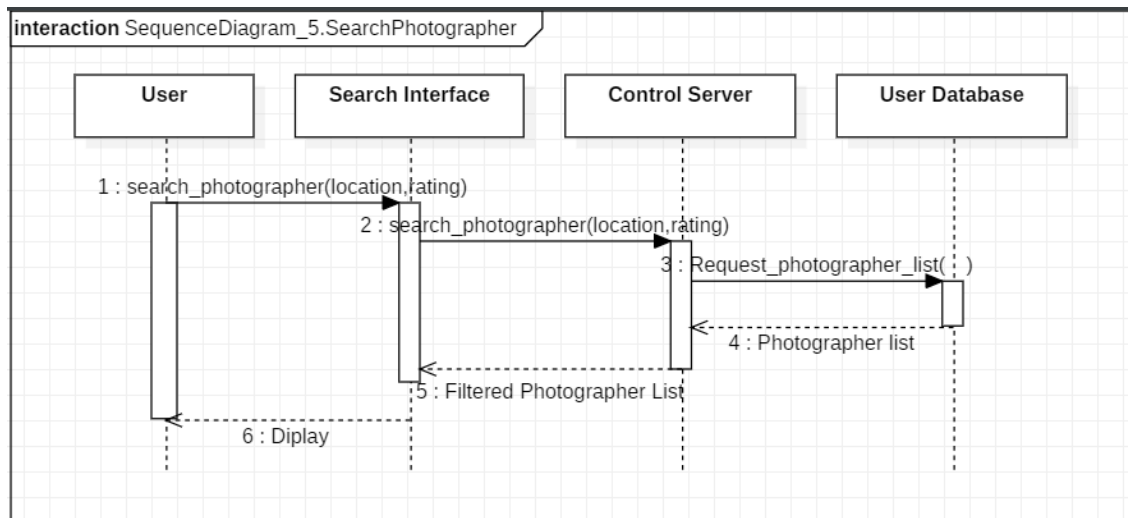 interaction SequenceDiagram_5.SearchPhotographer
User
Search Interface
Control Server
User Database
1 : search_photographer(location,rating)
2 : search_photographer(location,rating)
3 : Request_photographer_list( )
4 : Photographer list
5 : Filtered Photographer List
6 : Diplay